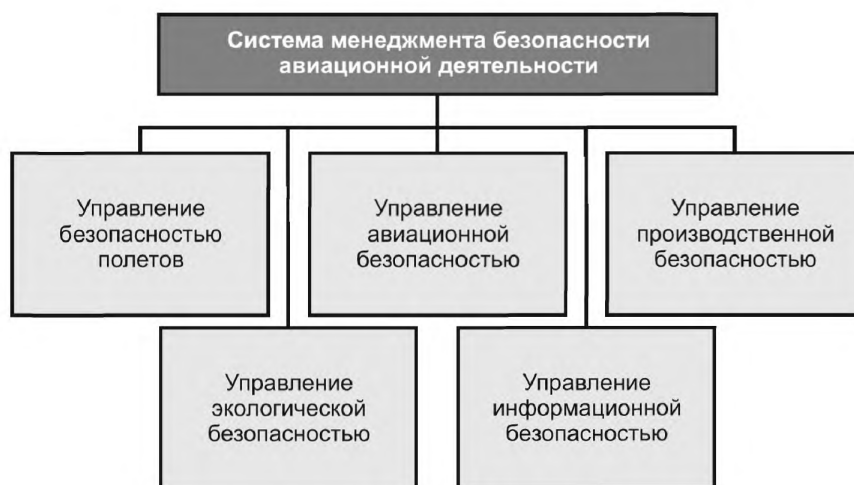 Система менеджмента безопасности
авиационной деятельности
Управление
безопасностью
полетов
Управление
авиационной
безопасностью
Управление
производственной
безопасностью
Управление
экологической
безопасностью
Управление
информационной
безопасностью